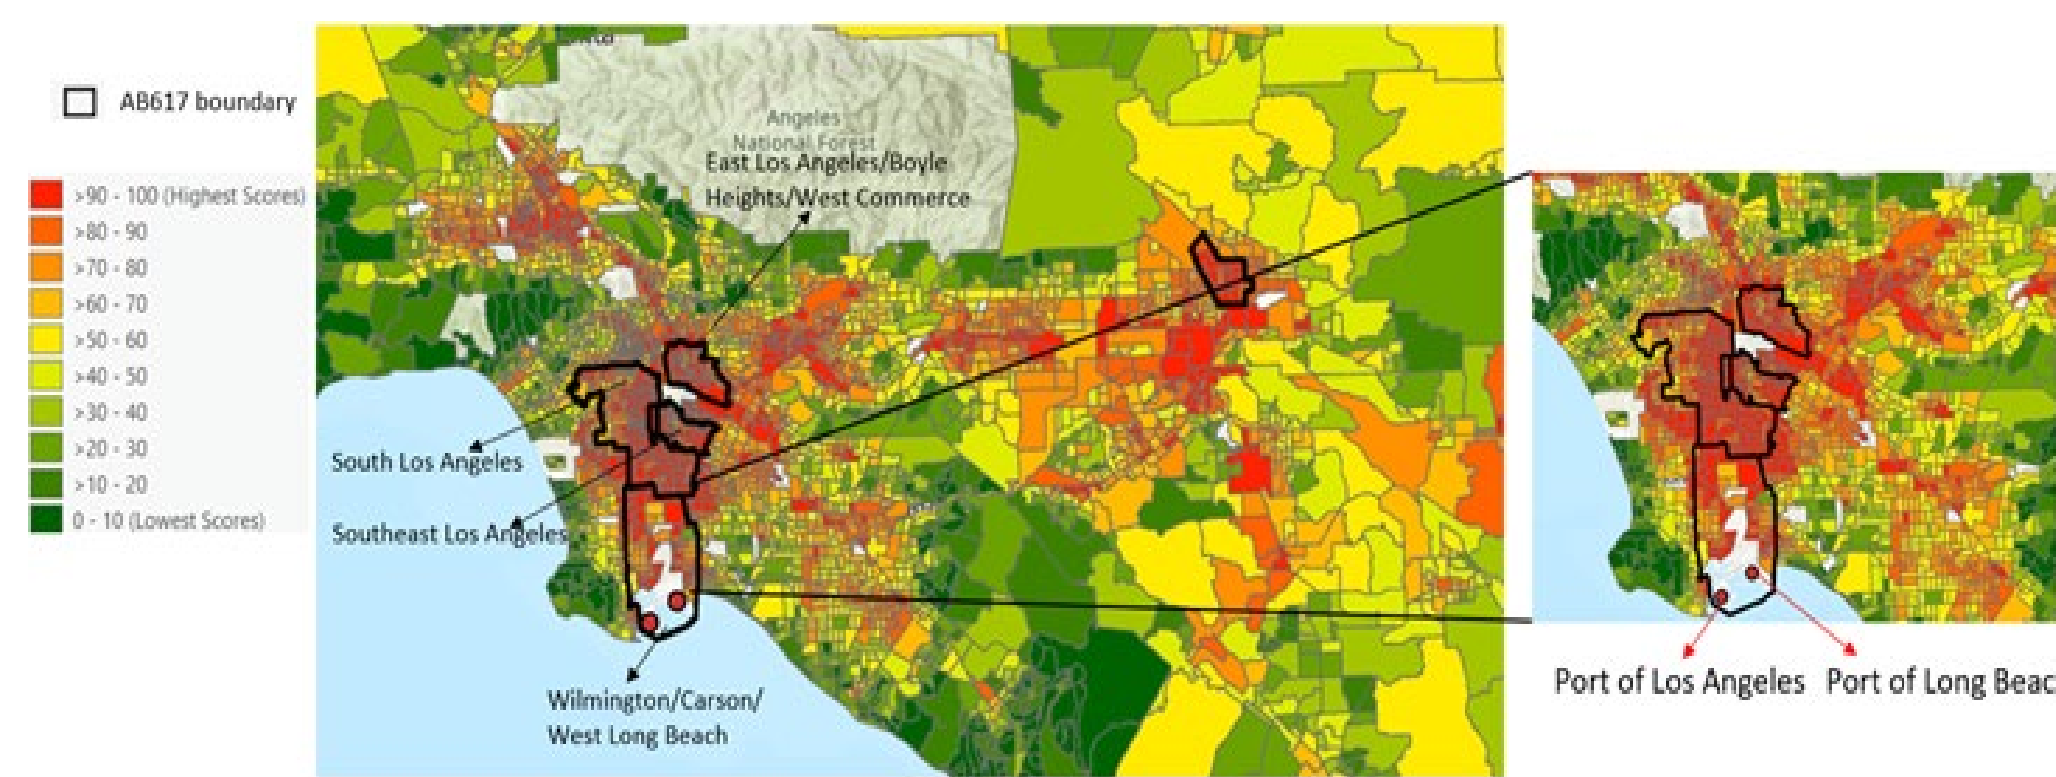 AB617 boundary
>90 - 100 (Highest Scores)
>80 - 90
>70 - 80
>60 - 70
>50 - 60
>40 - 50
>30 - 40
>20 - 30
>10 - 20
0 - 10 (Lowest Scores)
Angeles
National Forest
East Los Angeles/Boyle
Heights/West Commerce
South Los Angeles
Southeast Los Angeles
Wilmington/Carson/
West Long Beach
Port of Los Angeles
Port of Long Beac